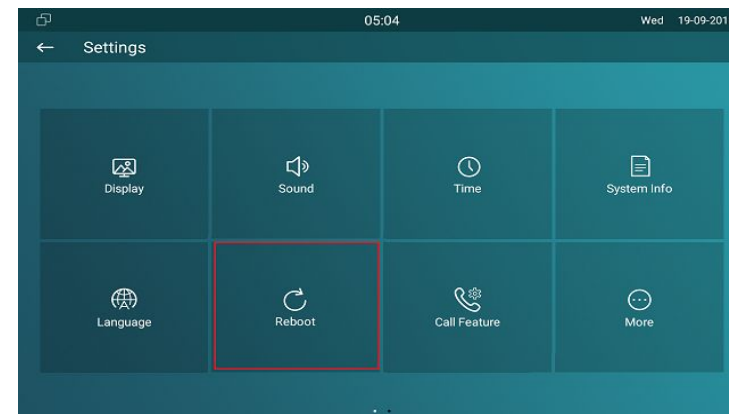 05:04 Wed 19-09-201
Settings
Display Sound Time System Info
Language Reboot Call Feature More